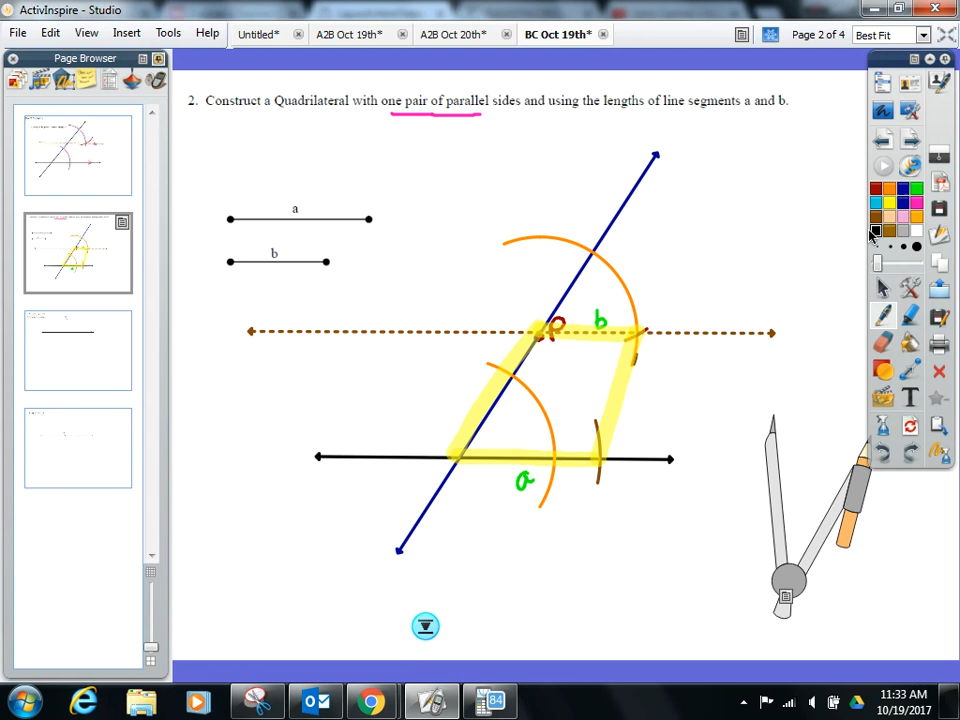 ActivInspire - Studio
File Edit View Insert Tools Help
Untitled* A2B Oct 19th* A2B Oct 20th* BC Oct 19th*
Page 2 of 4 Best Fit
Page Browser
2. Construct a Quadrilateral with one pair of parallel sides and using the lengths of line segments a and b.
a
b
P b
a
84
11:33 AM
10/19/2017